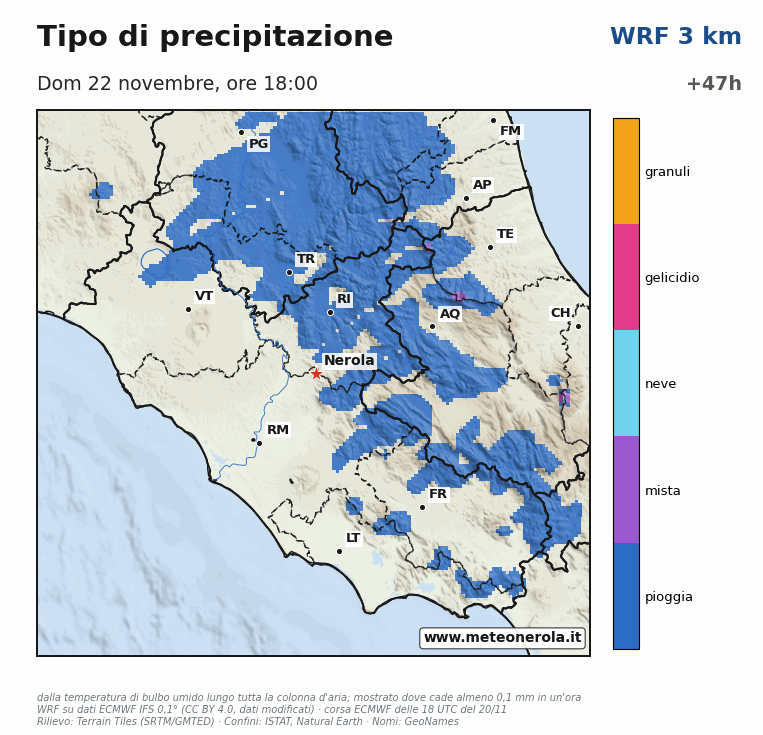 Tipo di precipitazione
WRF 3 km
Dom 22 novembre, ore 18:00
+47h
FM
PG
AP
TE
TR
VT
RI
AQ
CH
Nerola
RM
FR
LT
www.meteonerola.it
granuli
gelicidio
neve
mista
pioggia
dalla temperatura di bulbo umido lungo tutta la colonna d'aria; mostrato dove cade almeno 0,1 mm in un'ora
WRF su dati ECMWF IFS 0,1° (CC BY 4.0, dati modificati) · corsa ECMWF delle 18 UTC del 20/11
Rilievo: Terrain Tiles (SRTM/GMTED) · Confini: ISTAT, Natural Earth · Nomi: GeoNames